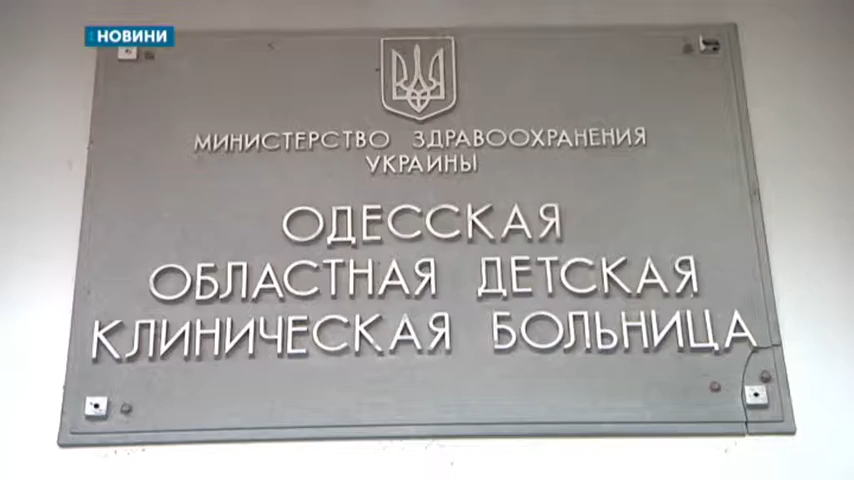 НОВИНИ
МИНИСТЕРСТВО ЗДРАВООХРАНЕНИЯ
УКРАИНЫ
ОДЕССКАЯ
ОБЛАСТНАЯ ДЕТСКАЯ
КЛИНИЧЕСКАЯ БОЛЬНИЦА